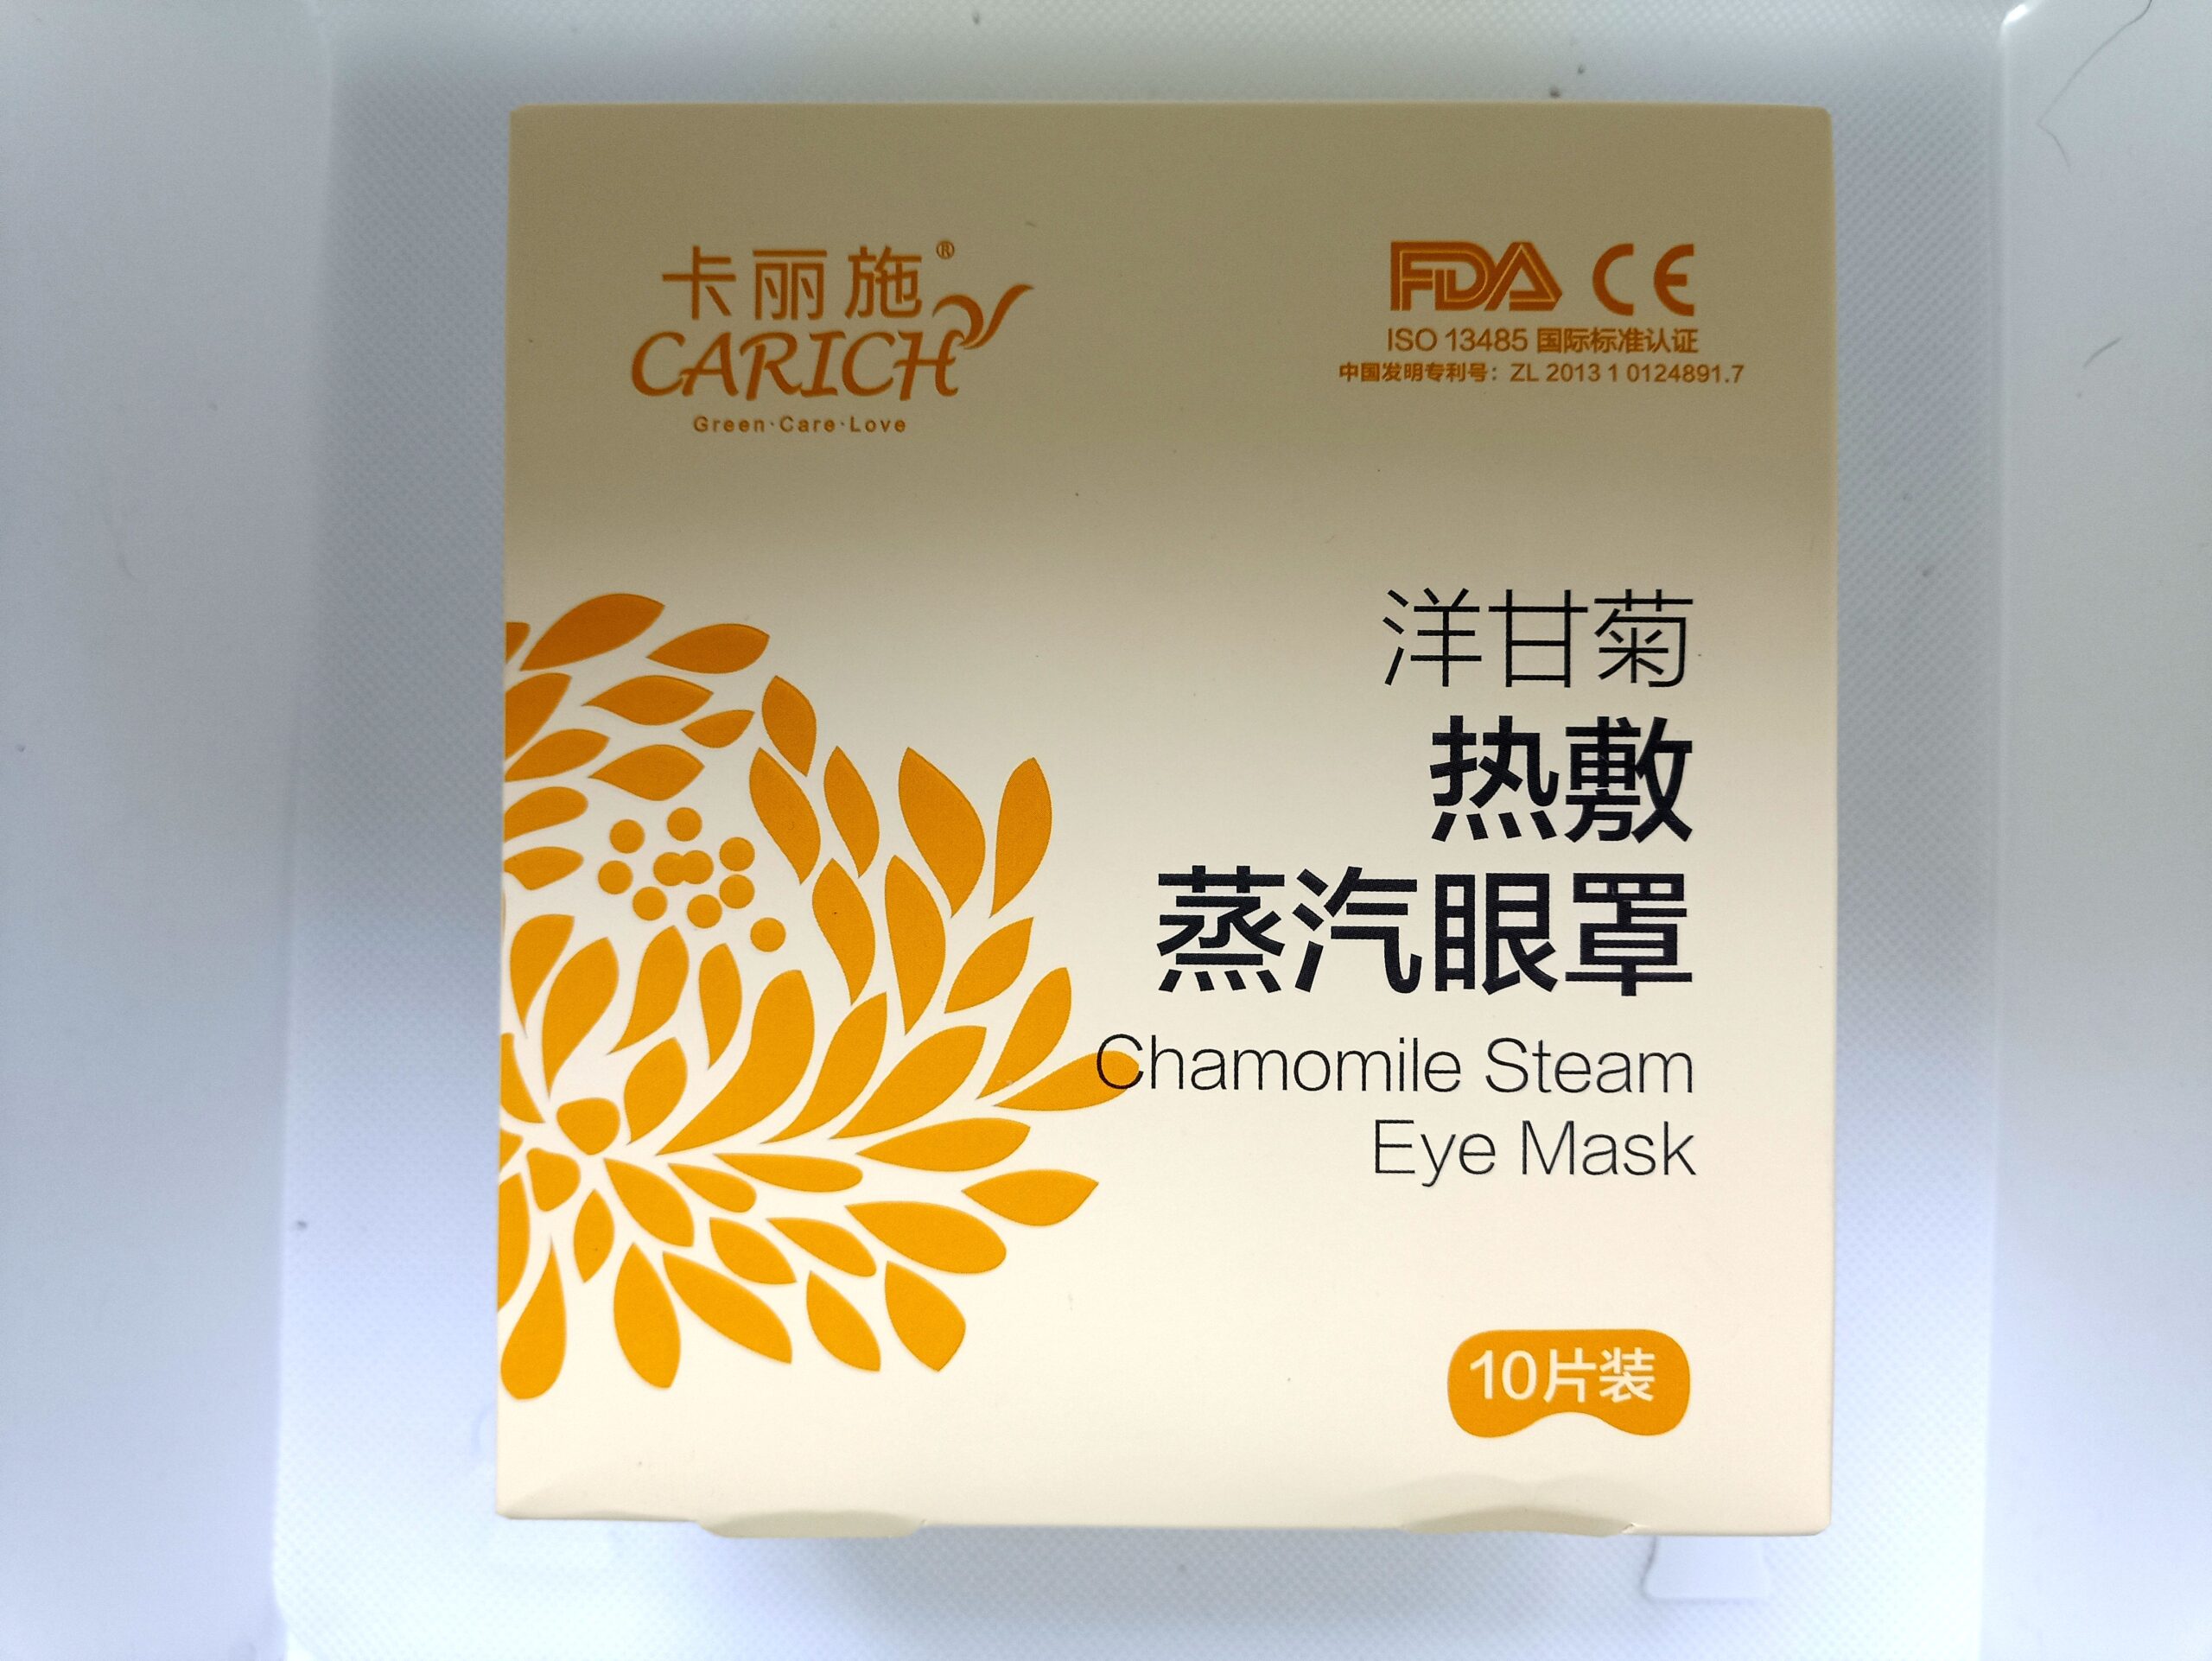 卡丽施®
CARICH
Green·Care·Love
FDA CE
ISO 13485 国际标准认证
中国发明专利号：ZL 2013 1 0124891.7
洋甘菊
热敷
蒸汽眼罩
Chamomile Steam
Eye Mask
10片装